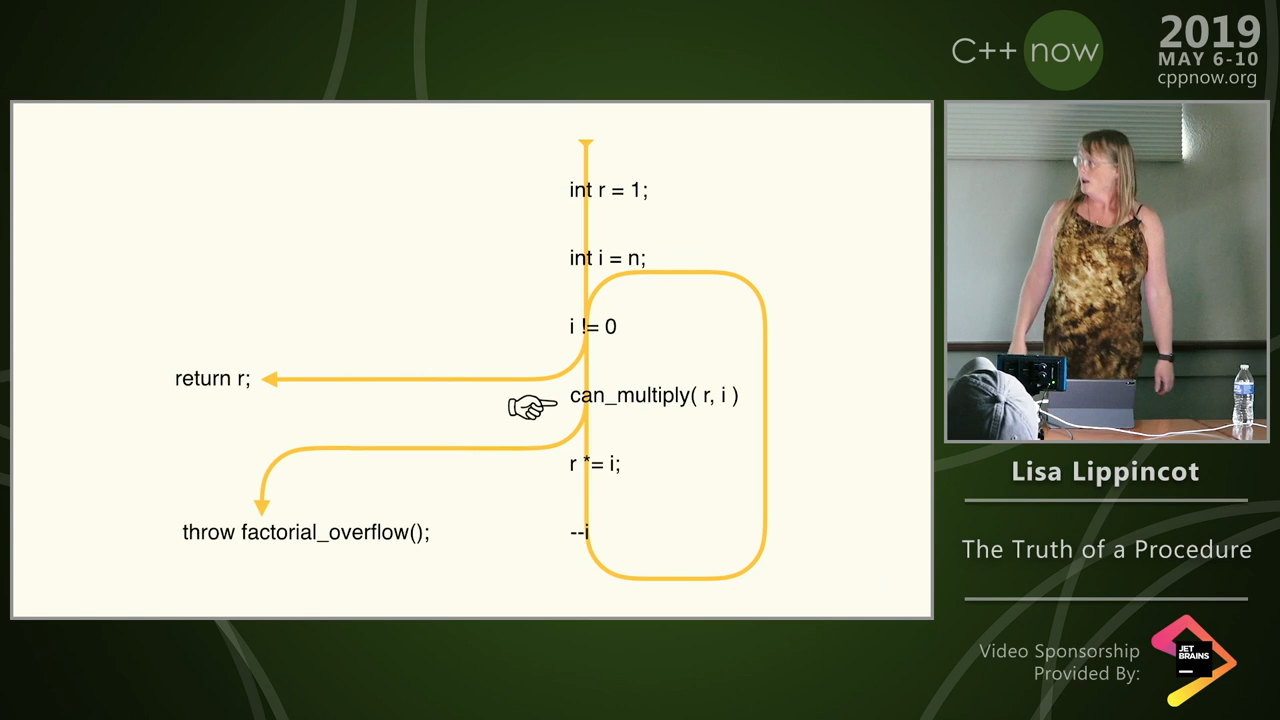 C++ now
2019
MAY 6-10
cppnow.org
int r = 1;
int i = n;
i != 0
return r;
can_multiply( r, i )
r *= i;
throw factorial_overflow();
--i
Lisa Lippincot
The Truth of a Procedure
Video Sponsorship
Provided By:
JET
BRAINS